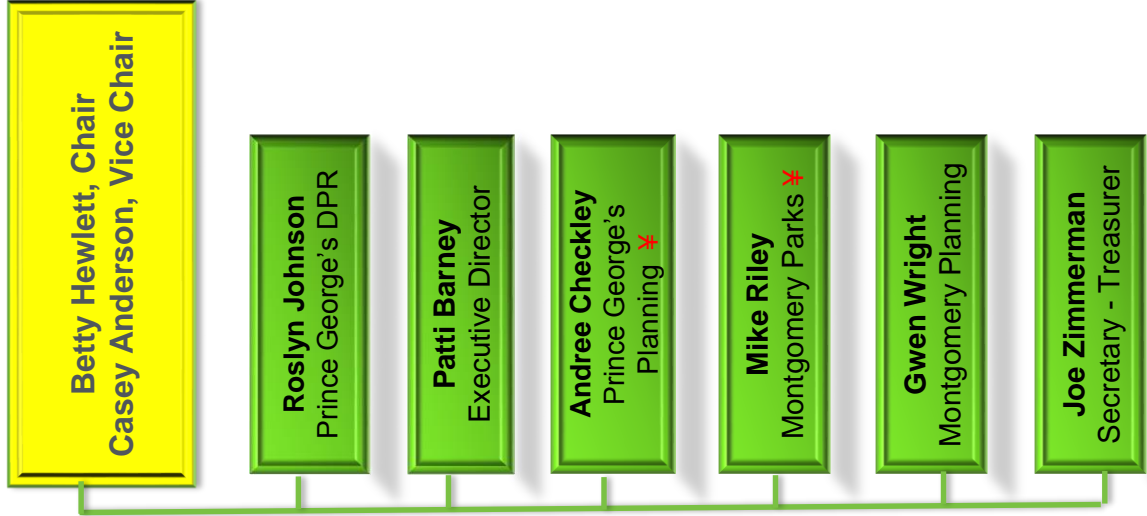 Betty Hewlett, Chair
Casey Anderson, Vice Chair
Roslyn Johnson
Prince George's DPR
Patti Barney
Executive Director
Andree Checkley
Prince George's
Planning ¥
Mike Riley
Montgomery Parks ¥
Gwen Wright
Montgomery Planning
Joe Zimmerman
Secretary - Treasurer